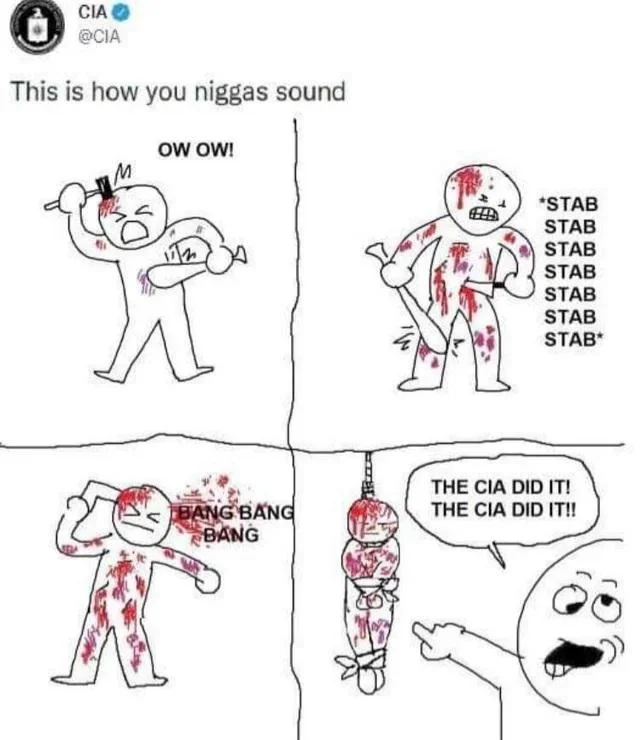 CIA
@CIA
This is how you niggas sound
OW OW!
*STAB
STAB
STAB
STAB
STAB
STAB
STAB*
BANG BANG
BANG
THE CIA DID IT!
THE CIA DID IT!!